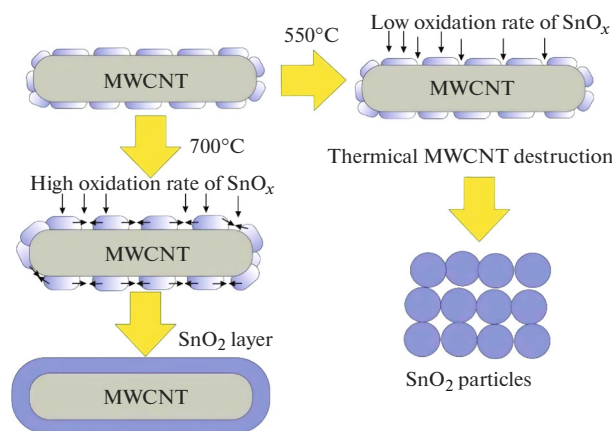 MWCNT
550°C
Low oxidation rate of SnOx
MWCNT
700°C
High oxidation rate of SnOx
MWCNT
Thermical MWCNT destruction
SnO2 layer
MWCNT
SnO2 particles